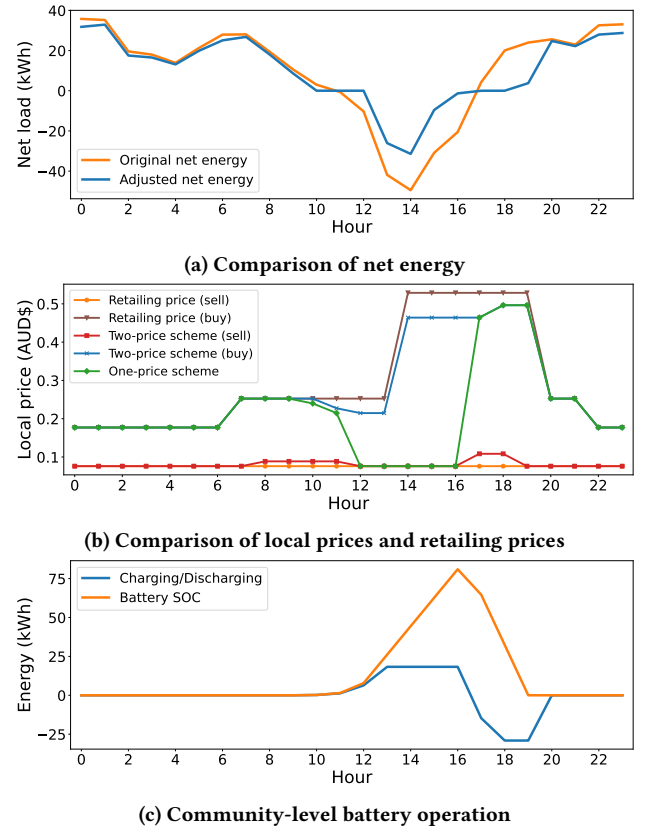 40
20
0
−20
−40
Net load (kWh)
Original net energy
Adjusted net energy
0 2 4 6 8 10 12 14 16 18 20 22
Hour
(a) Comparison of net energy
0.5
0.4
0.3
0.2
0.1
Local price (AUD$)
Retailing price (sell)
Retailing price (buy)
Two-price scheme (sell)
Two-price scheme (buy)
One-price scheme
0 2 4 6 8 10 12 14 16 18 20 22
Hour
(b) Comparison of local prices and retailing prices
75
50
25
0
−25
Energy (kWh)
Charging/Discharging
Battery SOC
0 2 4 6 8 10 12 14 16 18 20 22
Hour
(c) Community-level battery operation